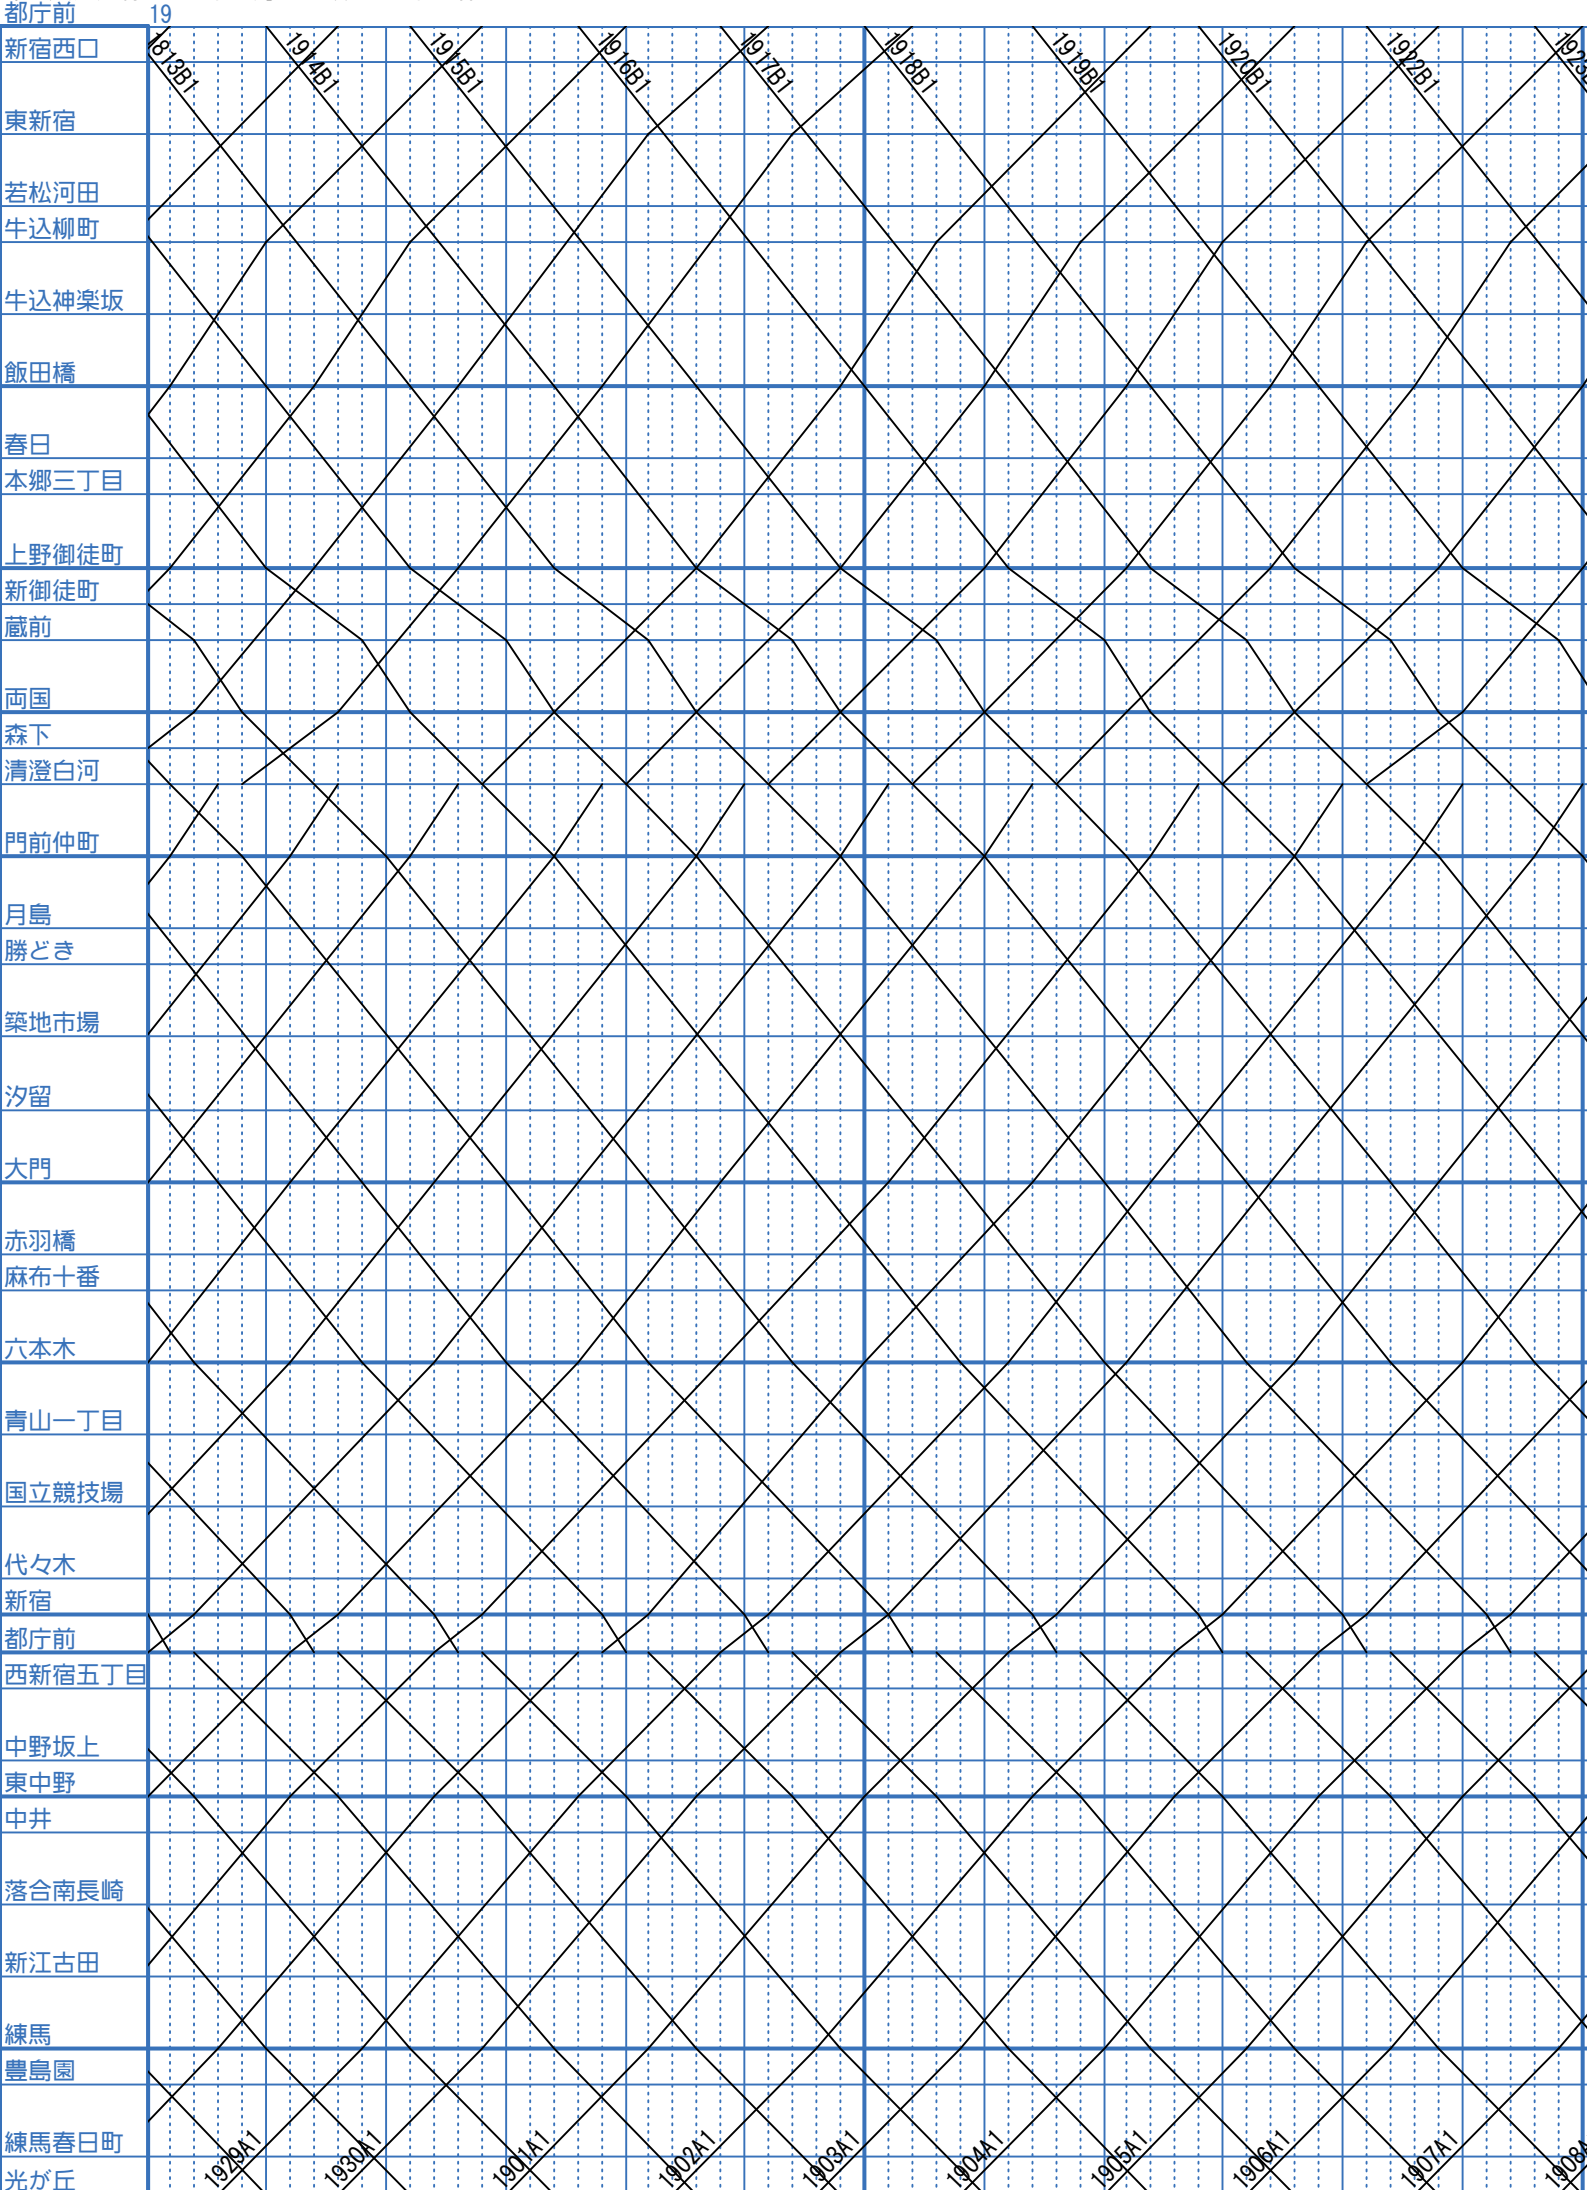 都庁前 19
新宿西口 1813B1 1914B1 1915B1 1916B1 1917B1 1918B1 1919B1 1920B1 1922B1
東新宿
若松河田
牛込柳町
牛込神楽坂
飯田橋
春日
本郷三丁目
上野御徒町
新御徒町
蔵前
両国
森下
清澄白河
門前仲町
月島
勝どき
築地市場
汐留
大門
赤羽橋
麻布十番
六本木
青山一丁目
国立競技場
代々木
新宿
都庁前
西新宿五丁目
中野坂上
東中野
中井
落合南長崎
新江古田
練馬
豊島園
練馬春日町
光が丘 1929A1 1930A1 1901A1 1902A1 1903A1 1904A1 1905A1 1906A1 1907A1